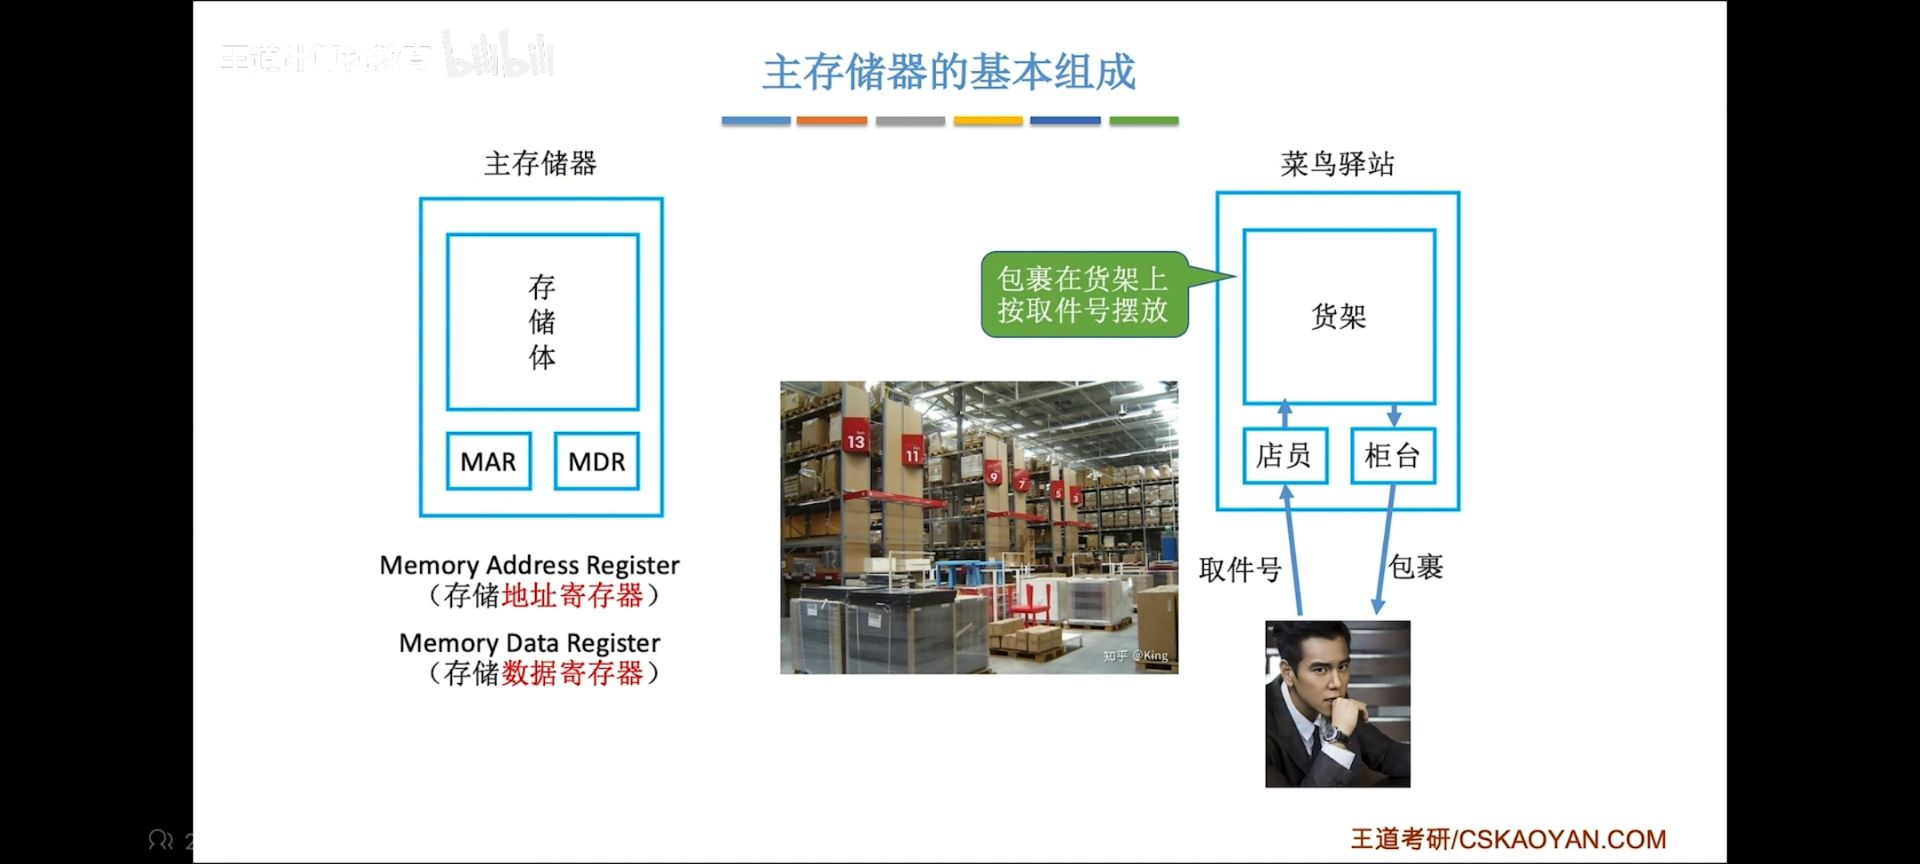 王道计算机教育 bilibili
主存储器的基本组成
主存储器
存
储
体
MAR
MDR
Memory Address Register
（存储地址寄存器）
Memory Data Register
（存储数据寄存器）
13
11
9
7
5
3
知乎 @King
菜鸟驿站
包裹在货架上
按取件号摆放
货架
店员
柜台
取件号
包裹
王道考研/CSKAOYAN.COM